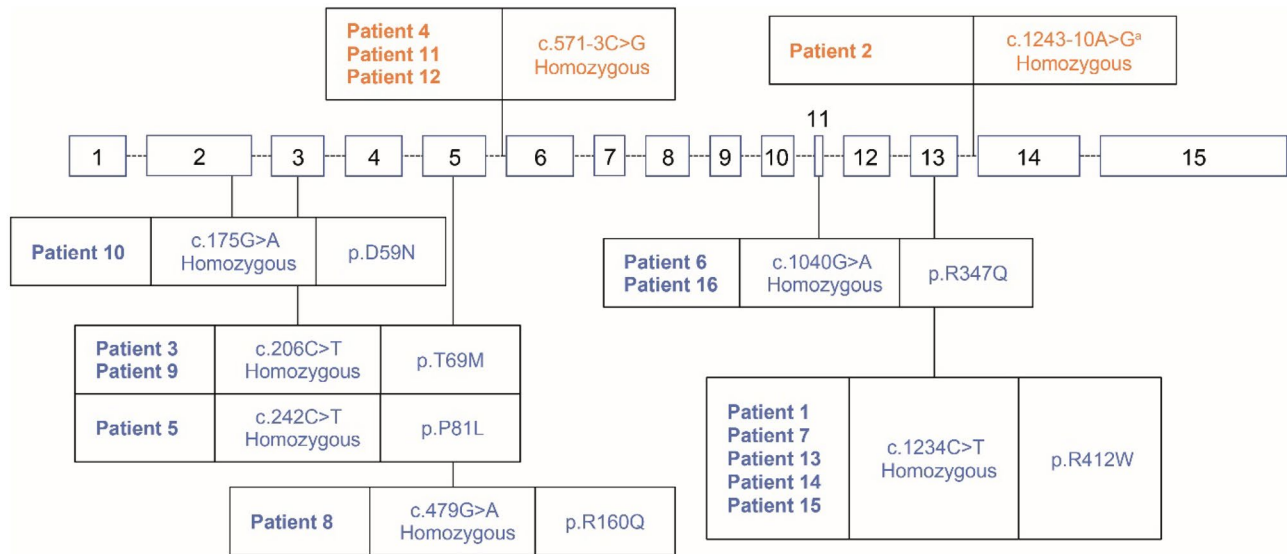 Patient 4
Patient 11
Patient 12
c.571-3C>G
Homozygous
Patient 2
c.1243-10A>Gᵃ
Homozygous
1
2
3
4
5
6
7
8
9
10
11
12
13
14
15
Patient 10
c.175G>A
Homozygous
p.D59N
Patient 6
Patient 16
c.1040G>A
Homozygous
p.R347Q
Patient 3
Patient 9
c.206C>T
Homozygous
p.T69M
Patient 5
c.242C>T
Homozygous
p.P81L
Patient 8
c.479G>A
Homozygous
p.R160Q
Patient 1
Patient 7
Patient 13
Patient 14
Patient 15
c.1234C>T
Homozygous
p.R412W